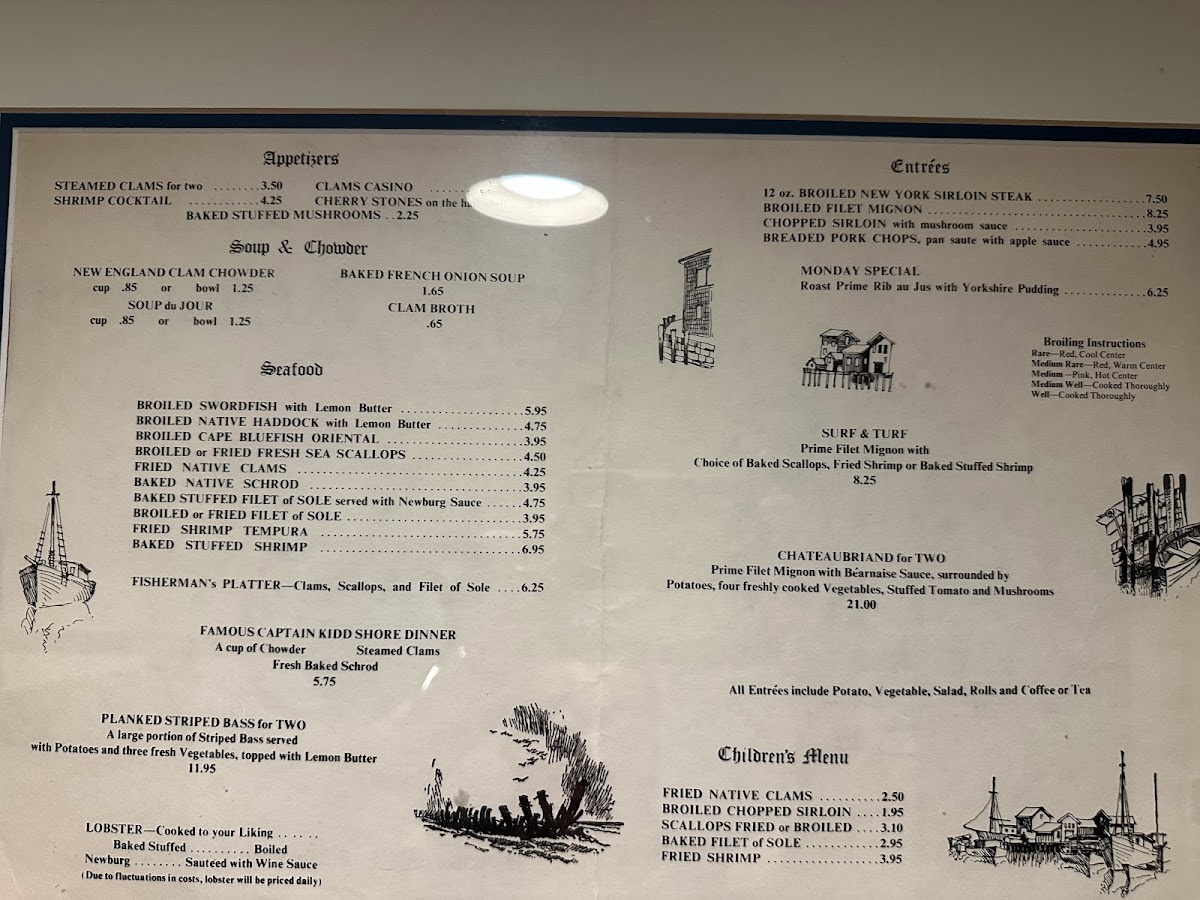 Appetizers
STEAMED CLAMS for two ........3.50
SHRIMP COCKTAIL ...........4.25
CLAMS CASINO ....
CHERRY STONES on the
BAKED STUFFED MUSHROOMS ..2.25
Soup & Chowder
NEW ENGLAND CLAM CHOWDER
cup .85 or bowl 1.25
SOUP du JOUR
cup .85 or bowl 1.25
BAKED FRENCH ONION SOUP
1.65
CLAM BROTH
.65
Seafood
BROILED SWORDFISH with Lemon Butter ....................5.95
BROILED NATIVE HADDOCK with Lemon Butter .............4.75
BROILED CAPE BLUEFISH ORIENTAL ......................3.95
BROILED or FRIED FRESH SEA SCALLOPS ..................4.50
FRIED NATIVE CLAMS ...................................4.25
BAKED NATIVE SCHROD .................................3.95
BAKED STUFFED FILET of SOLE served with Newburg Sauce ......4.75
BROILED or FRIED FILET of SOLE ............................3.95
FRIED SHRIMP TEMPURA .................................5.75
BAKED STUFFED SHRIMP .................................6.95
FISHERMAN's PLATTER—Clams, Scallops, and Filet of Sole ....6.25
FAMOUS CAPTAIN KIDD SHORE DINNER
A cup of Chowder Steamed Clams
Fresh Baked Schrod
5.75
PLANKED STRIPED BASS for TWO
A large portion of Striped Bass served
with Potatoes and three fresh Vegetables, topped with Lemon Butter
11.95
LOBSTER—Cooked to your Liking ......
Baked Stuffed .......... Boiled
Newburg ........ Sauteed with Wine Sauce
(Due to fluctuations in costs, lobster will be priced daily)
Entrées
12 oz. BROILED NEW YORK SIRLOIN STEAK .................7.50
BROILED FILET MIGNON ..................................8.25
CHOPPED SIRLOIN with mushroom sauce .....................3.95
BREADED PORK CHOPS, pan saute with apple sauce ...........4.95
MONDAY SPECIAL
Roast Prime Rib au Jus with Yorkshire Pudding .............6.25
Broiling Instructions
Rare—Red, Cool Center
Medium Rare—Red, Warm Center
Medium—Pink, Hot Center
Medium Well—Cooked Thoroughly
Well—Cooked Thoroughly
SURF & TURF
Prime Filet Mignon with
Choice of Baked Scallops, Fried Shrimp or Baked Stuffed Shrimp
8.25
CHATEAUBRIAND for TWO
Prime Filet Mignon with Béarnaise Sauce, surrounded by
Potatoes, four freshly cooked Vegetables, Stuffed Tomato and Mushrooms
21.00
All Entrées include Potato, Vegetable, Salad, Rolls and Coffee or Tea
Children's Menu
FRIED NATIVE CLAMS .........2.50
BROILED CHOPPED SIRLOIN ....1.95
SCALLOPS FRIED or BROILED ....3.10
BAKED FILET of SOLE ...........2.95
FRIED SHRIMP ..................3.95